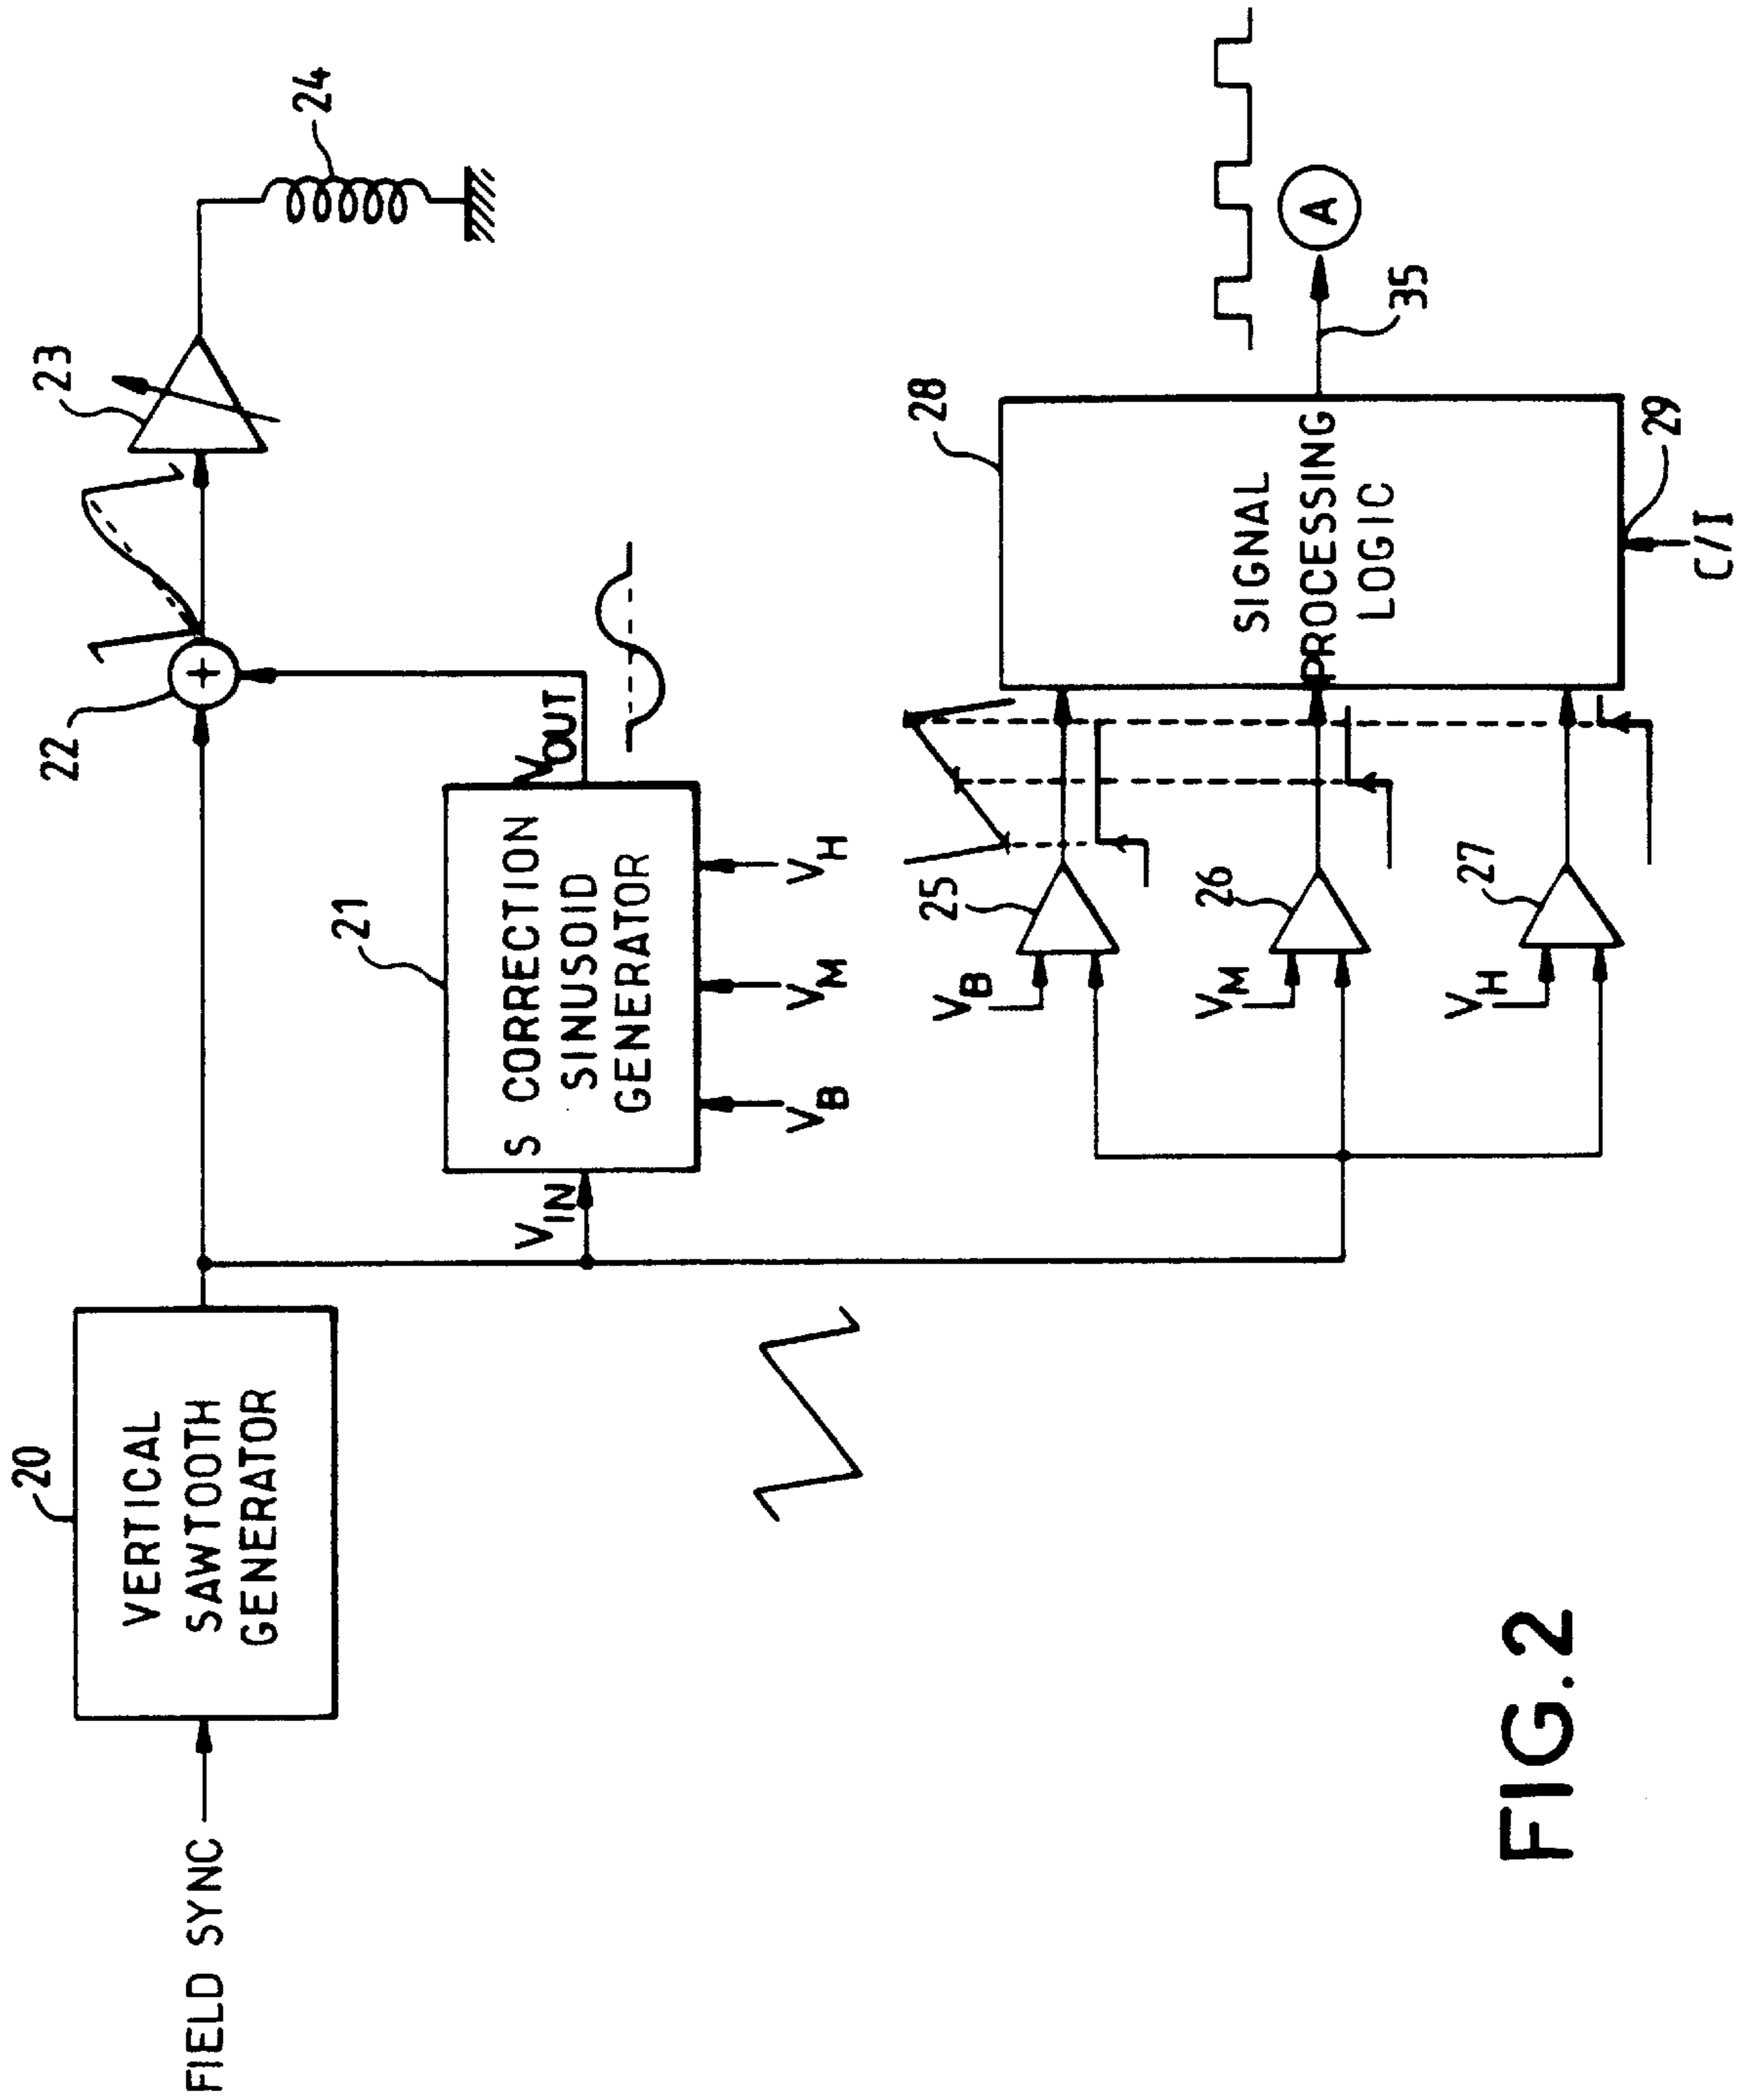 FIELD SYNC
20
VERTICAL
SAWTOOTH
GENERATOR
22
+
23
24
21
VIN
S CORRECTION
SINUSOID
GENERATOR
VOUT
VB
VM
VH
VB
25
VM
26
VH
27
28
SIGNAL
PROCESSING
LOGIC
29
C/I
35
A
FIG.2